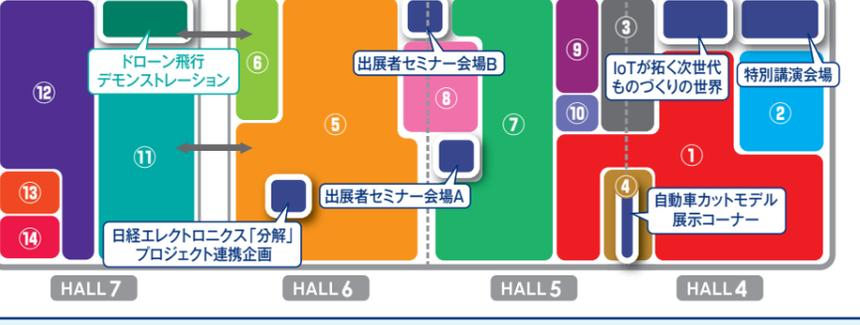 ドローン飛行
デモンストレーション
⑥
出展者セミナー会場B
⑨
③
IoTが拓く次世代
ものづくりの世界
特別講演会場
⑫
⑧
⑩
②
⑤
⑦
⑪
①
⑬
④
出展者セミナー会場A
自動車カットモデル
展示コーナー
⑭
日経エレクトロニクス「分解」
プロジェクト連携企画
HALL 7
HALL 6
HALL 5
HALL 4